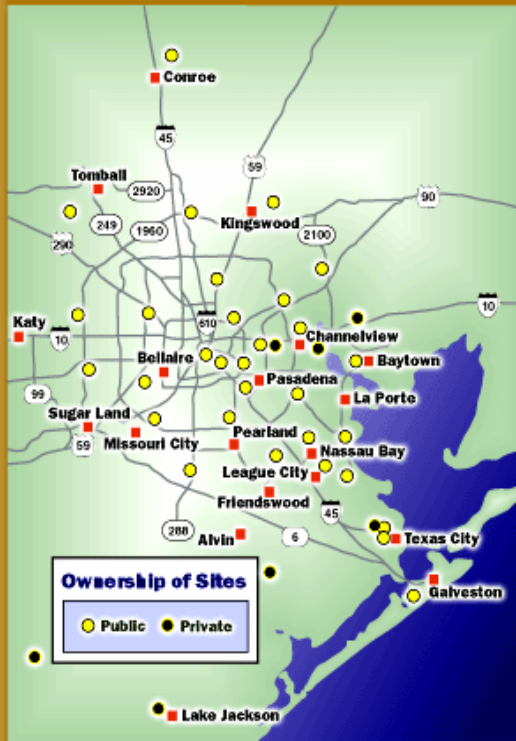 Conroe
45
59
Tomball
2920
90
249
1960
Kingswood
2100
290
610
10
Katy
10
Channelview
Bellaire
Baytown
99
Pasadena
La Porte
Sugar Land
Missouri City
Pearland
59
Nassau Bay
League City
Friendswood
45
288
Alvin
6
Texas City
Galveston
Ownership of Sites
Public Private
Lake Jackson